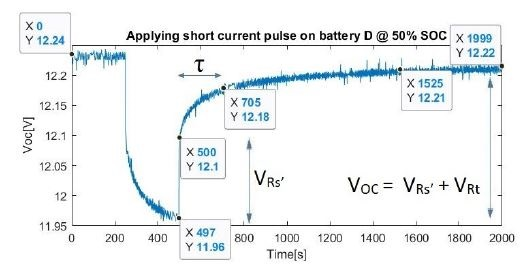 Applying short current pulse on battery D @ 50% SOC
X 0
Y 12.24
X 1999
Y 12.22
τ
X 705
Y 12.18
X 1525
Y 12.21
X 500
Y 12.1
VRs'
VOC = VRs' + VRt
X 497
Y 11.96
Voc[V]
12.2
12.15
12.1
12.05
12
11.95
0
200
400
600
800
1000
1200
1400
1600
1800
2000
Time[s]